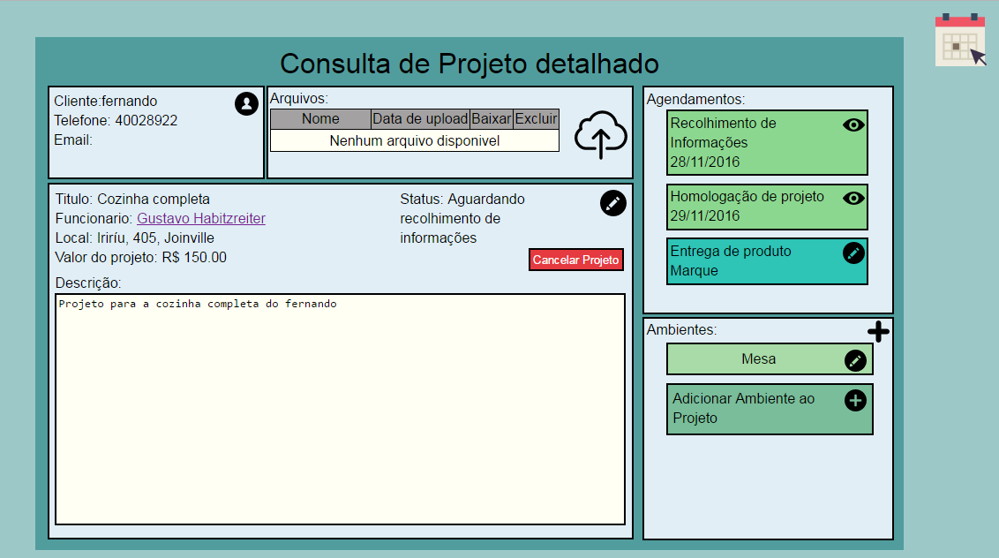 Consulta de Projeto detalhado
Cliente:fernando
Telefone: 40028922
Email:
Arquivos:
Nome Data de upload Baixar Excluir
Nenhum arquivo disponivel
Titulo: Cozinha completa
Funcionario: Gustavo Habitzreiter
Local: Iriríu, 405, Joinville
Valor do projeto: R$ 150.00
Status: Aguardando
recolhimento de
informações
Cancelar Projeto
Descrição:
Projeto para a cozinha completa do fernando
Agendamentos:
Recolhimento de
Informações
28/11/2016
Homologação de projeto
29/11/2016
Entrega de produto
Marque
Ambientes:
Mesa
Adicionar Ambiente ao
Projeto